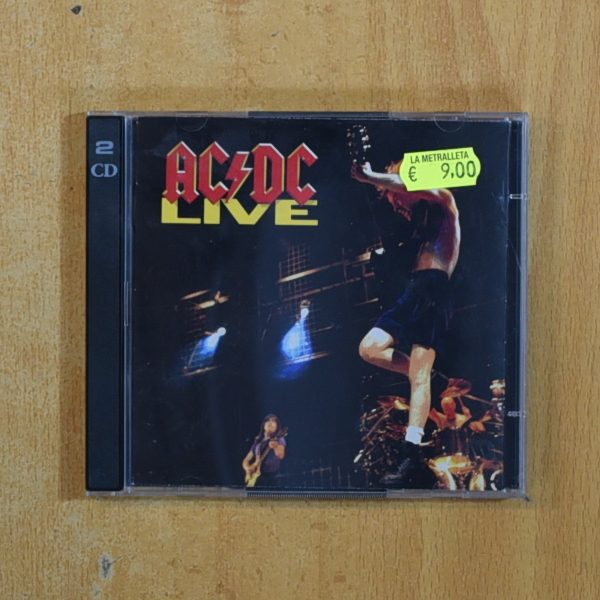 2
CD
AC⚡DC
LIVE
LA METRALLETA
€ 9,00